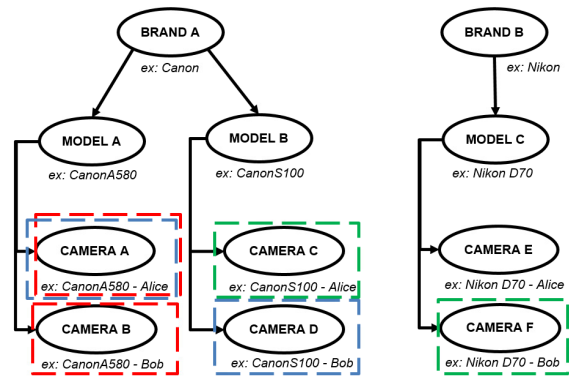 BRAND A
ex: Canon
BRAND B
ex: Nikon
MODEL A
ex: CanonA580
MODEL B
ex: CanonS100
MODEL C
ex: Nikon D70
CAMERA A
ex: CanonA580 - Alice
CAMERA C
ex: CanonS100 - Alice
CAMERA E
ex: Nikon D70 - Alice
CAMERA B
ex: CanonA580 - Bob
CAMERA D
ex: CanonS100 - Bob
CAMERA F
ex: Nikon D70 - Bob